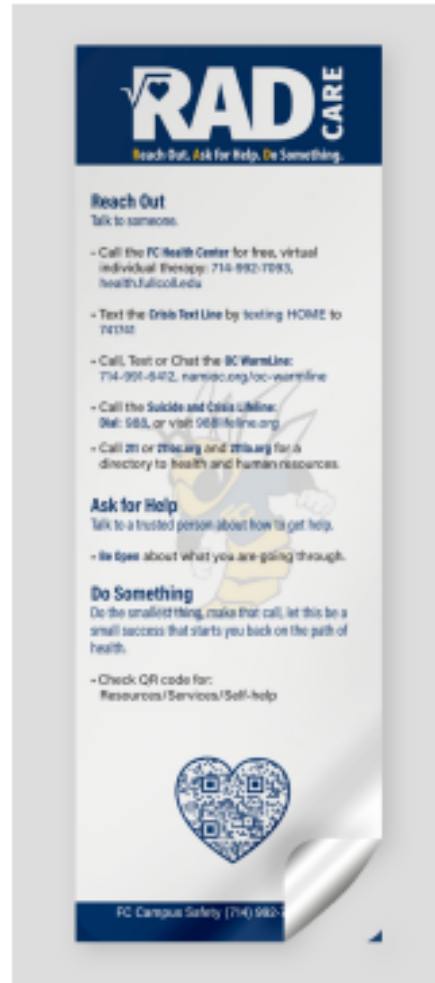 RAD CARE
Reach Out. Ask for Help. Do Something.
Reach Out
Talk to someone.
- Call the FC Health Center for free, virtual
individual therapy: 714-992-7093,
health.fullcoll.edu
- Text the Crisis Text Line by texting HOME to
741741
- Call, Text or Chat the OC WarmLine:
714-991-6412, namioc.org/oc-warmline
- Call the Suicide and Crisis Lifeline:
Dial: 988, or visit 988lifeline.org
- Call 211 or 211oc.org and 211la.org for a
directory to health and human resources.
Ask for Help
Talk to a trusted person about how to get help.
- Be Open about what you are going through.
Do Something
Do the smallest thing, make that call, let this be a
small success that starts you back on the path of
health.
- Check QR code for:
Resources/Services/Self-help
FC Campus Safety (714) 992-